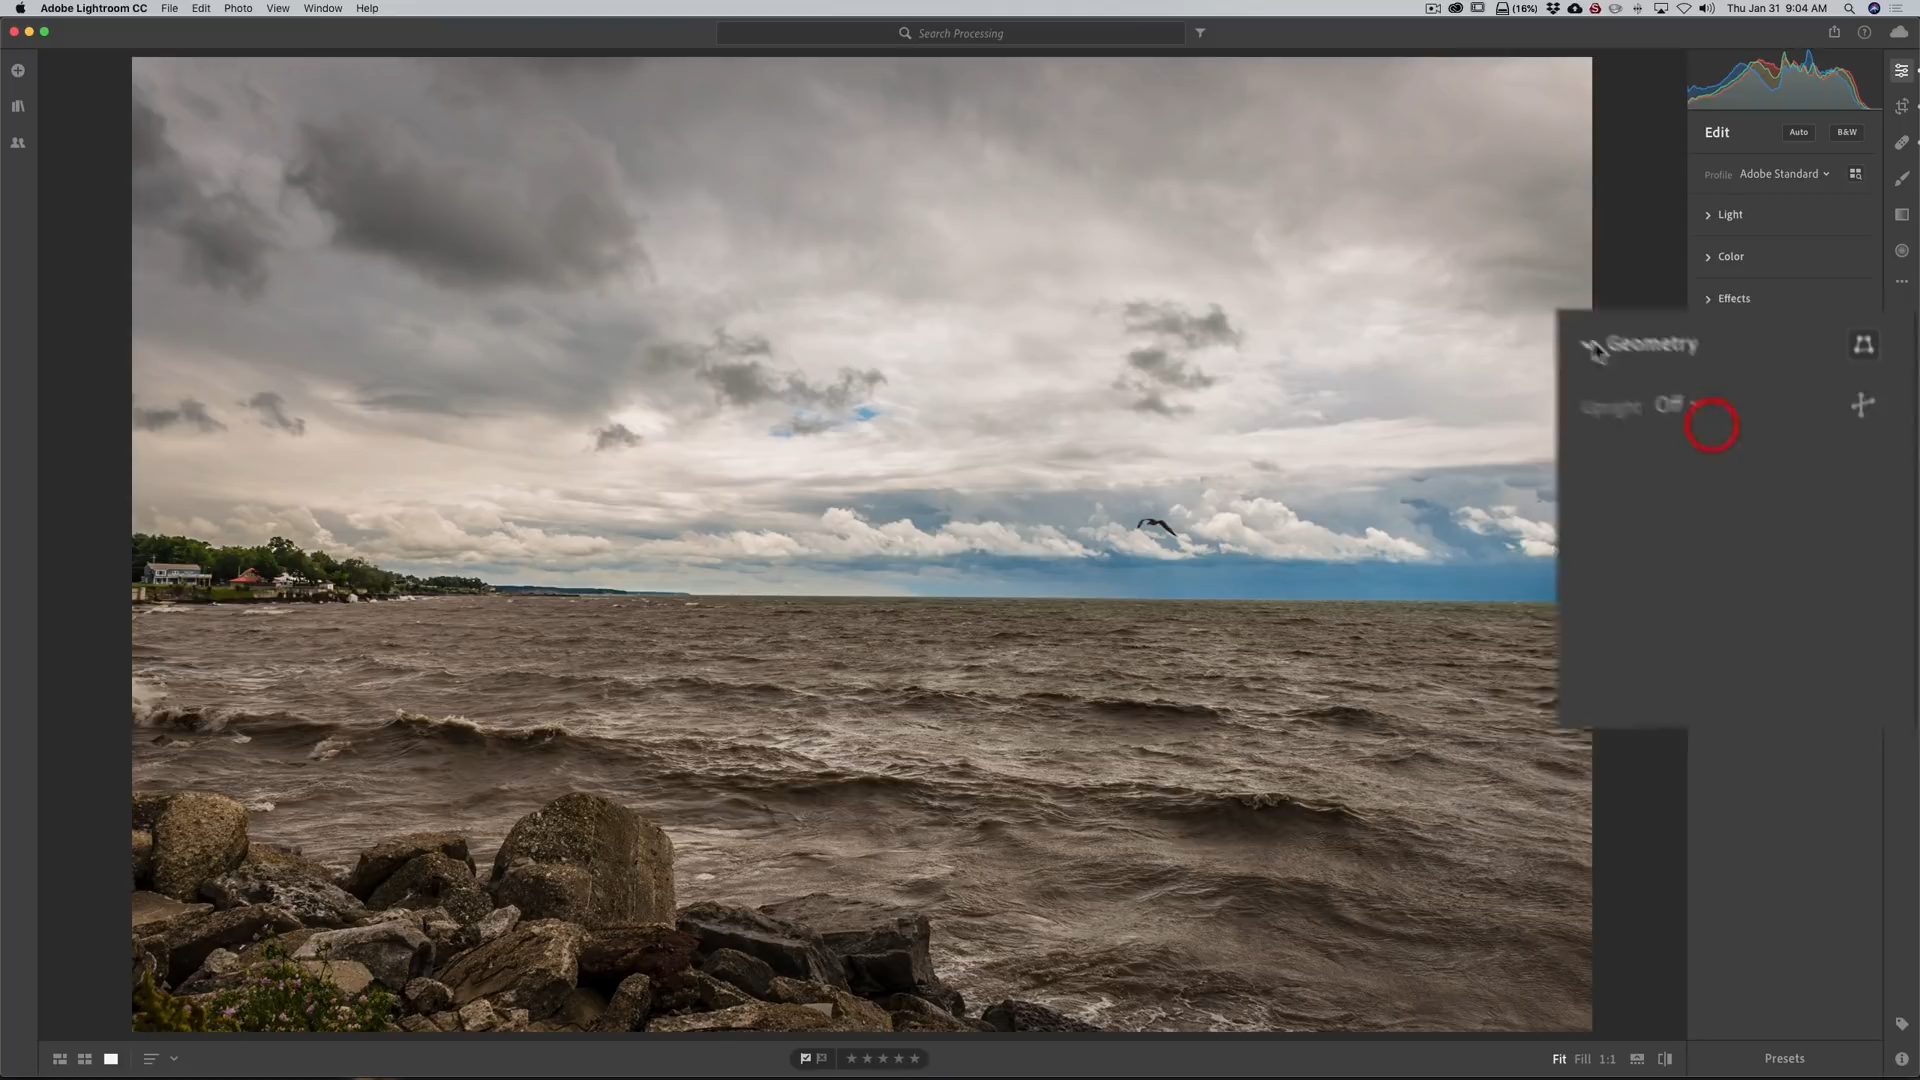 Adobe Lightroom CC File Edit Photo View Window Help (16%) Thu Jan 31 9:04 AM
Search Processing
Edit Auto B&W
Profile Adobe Standard
Light
Color
Effects
Geometry
Upright Off
Fit Fill 1:1 Presets